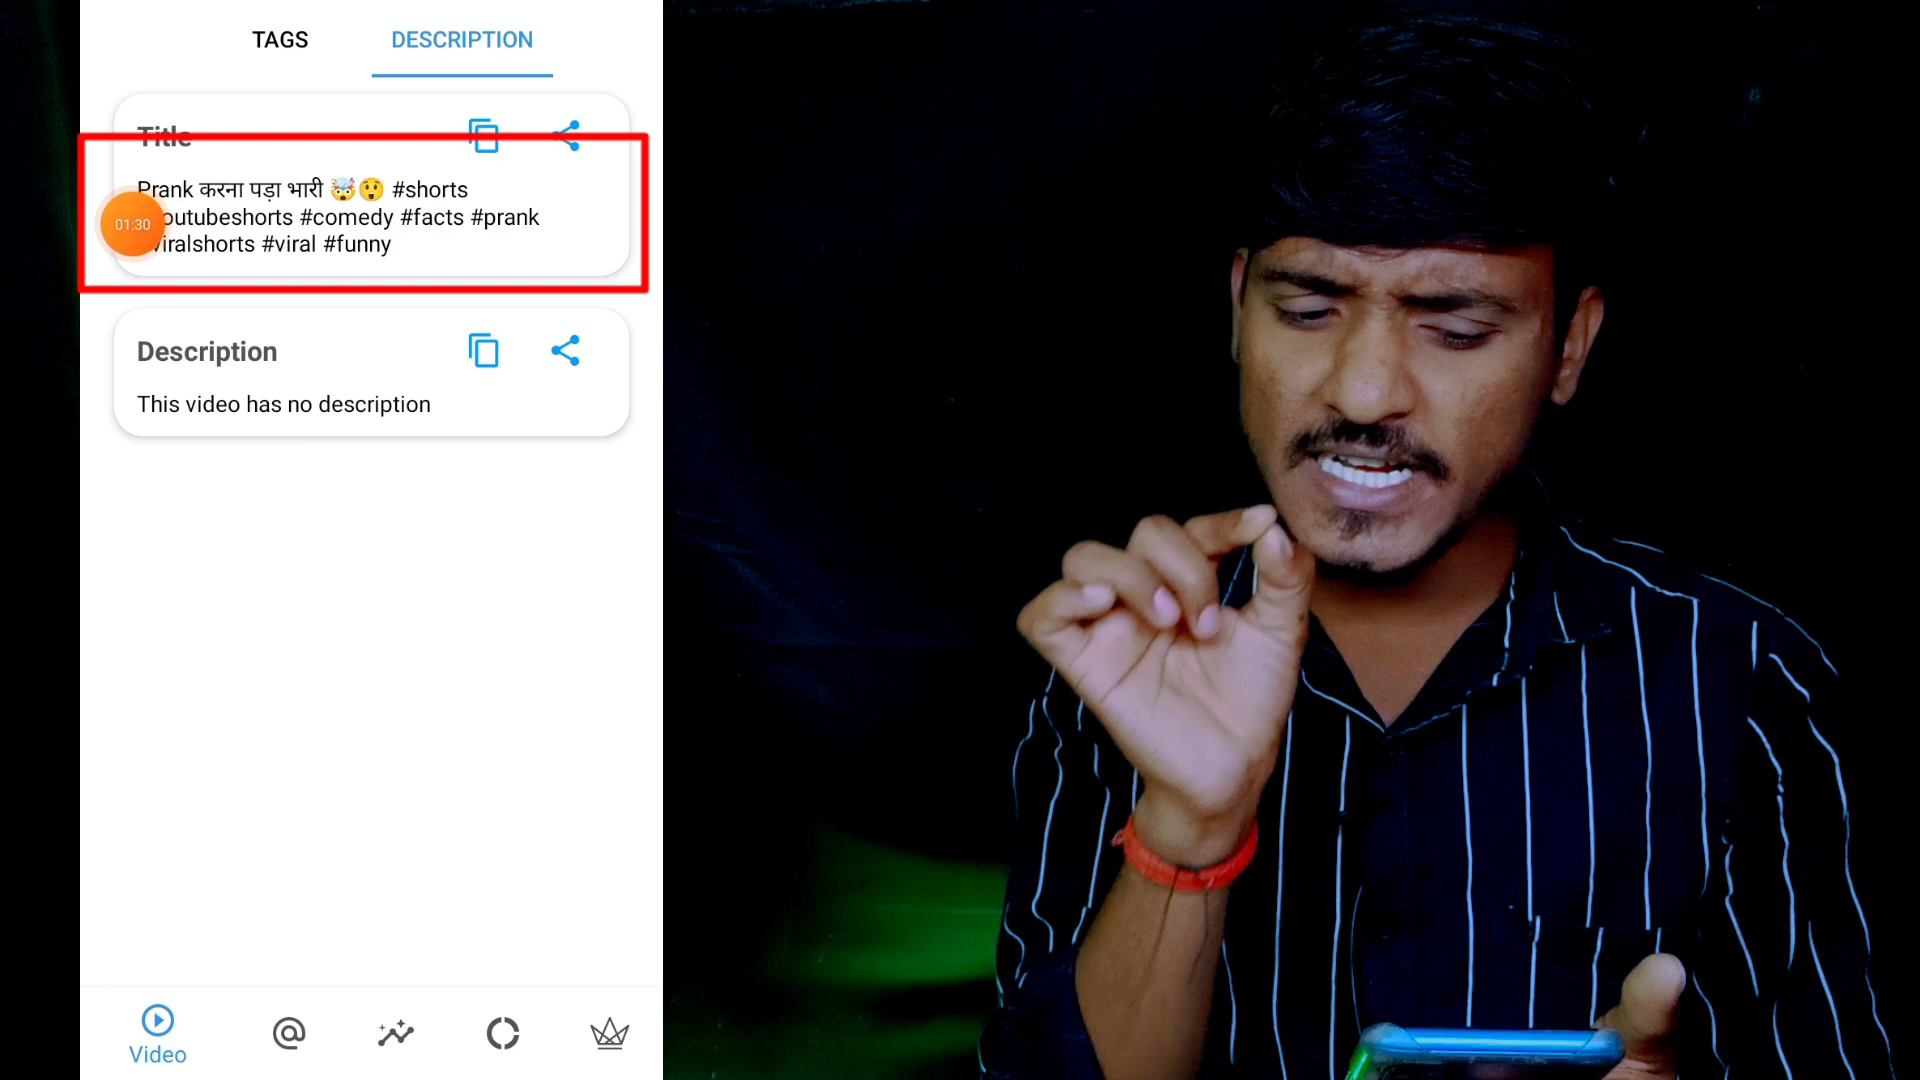 TAGS
DESCRIPTION
Title
Prank करना पड़ा भारी 🤯😲 #shorts
outubeshorts #comedy #facts #prank
viralshorts #viral #funny
01:30
Description
This video has no description
Video